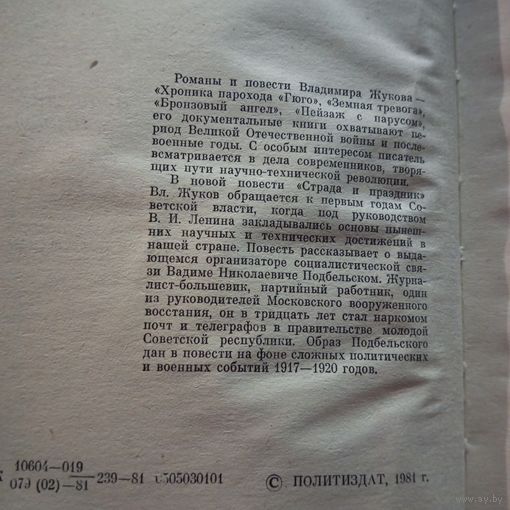 Романы и повести Владимира Жукова —
«Хроника парохода «Гюго», «Земная тревога»,
«Бронзовый ангел», «Пейзаж с парусом»,
его документальные книги охватывают пе-
риод Великой Отечественной войны и после-
военные годы. С особым интересом писатель
всматривается в дела современников, творя-
щих пути научно-технической революции.
В новой повести «Страда и праздник»
Вл. Жуков обращается к первым годам Со-
ветской власти, когда под руководством
В. И. Ленина закладывались основы нынеш-
них научных и технических достижений в
нашей стране. Повесть рассказывает о выда-
ющемся организаторе социалистической свя-
зи Вадиме Николаевиче Подбельском. Журна-
лист-большевик, партийный работник, один
из руководителей Московского вооруженного
восстания, он в тридцать лет стал наркомом
почт и телеграфов в правительстве молодой
Советской республики. Образ Подбельского
дан в повести на фоне сложных политических
и военных событий 1917—1920 годов.
10604—019
079 (02)—81 —239—81 0505030101
© ПОЛИТИЗДАТ, 1981 г.
ay.by